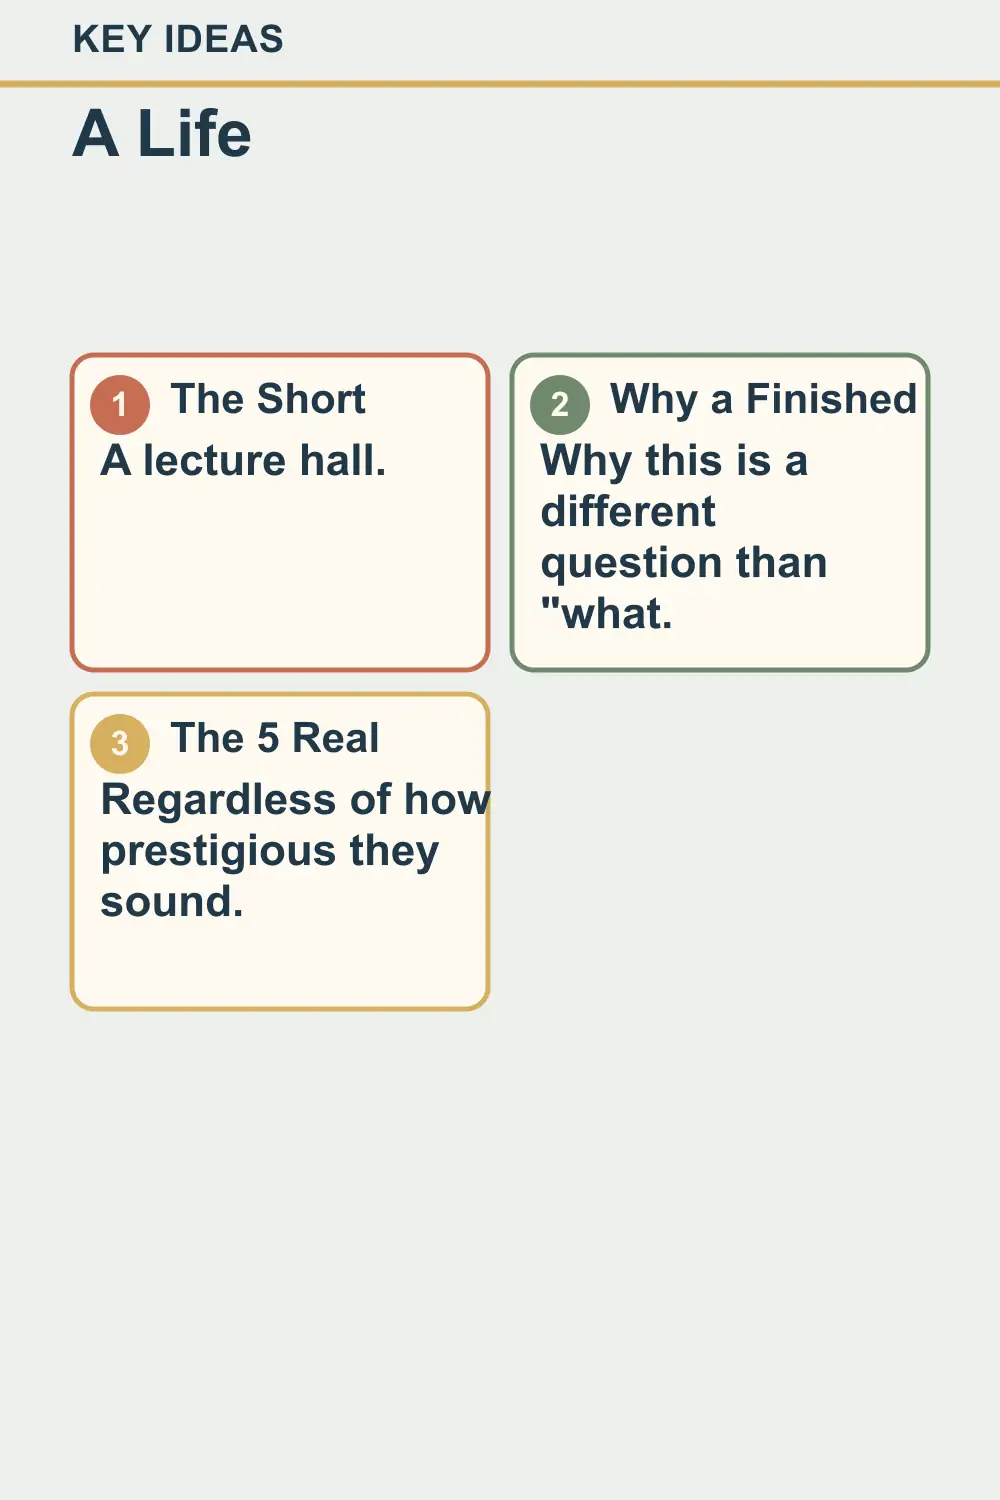 KEY IDEAS
A Life
1 The Short
A lecture hall.
2 Why a Finished
Why this is a
different
question than
"what.
3 The 5 Real
Regardless of how
prestigious they
sound.